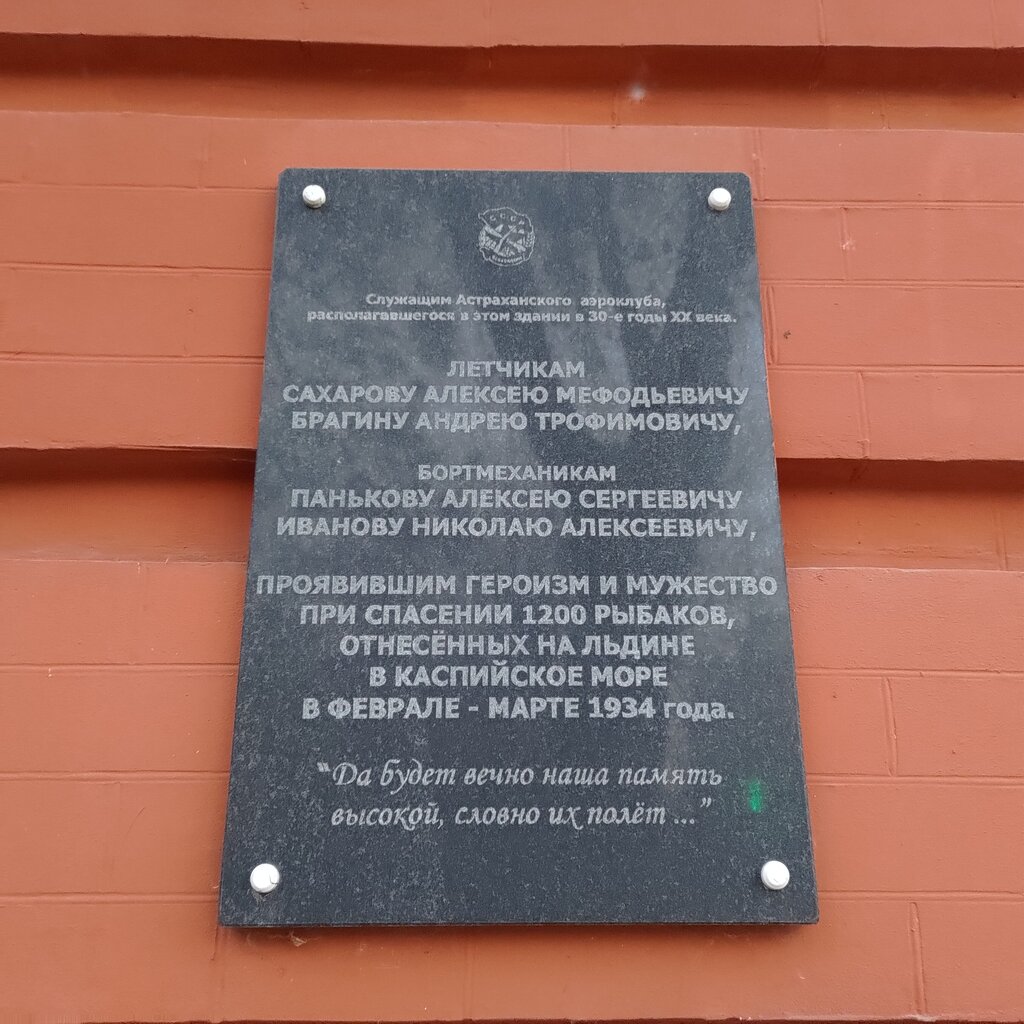 СССР
Служащим Астраханского аэроклуба,
располагавшегося в этом здании в 30-е годы XX века.
ЛЕТЧИКАМ
САХАРОВУ АЛЕКСЕЮ МЕФОДЬЕВИЧУ
БРАГИНУ АНДРЕЮ ТРОФИМОВИЧУ,
БОРТМЕХАНИКАМ
ПАНЬКОВУ АЛЕКСЕЮ СЕРГЕЕВИЧУ
ИВАНОВУ НИКОЛАЮ АЛЕКСЕЕВИЧУ,
ПРОЯВИВШИМ ГЕРОИЗМ И МУЖЕСТВО
ПРИ СПАСЕНИИ 1200 РЫБАКОВ,
ОТНЕСЁННЫХ НА ЛЬДИНЕ
В КАСПИЙСКОЕ МОРЕ
В ФЕВРАЛЕ - МАРТЕ 1934 года.
"Да будет вечно наша память
высокой, словно их полёт ..."